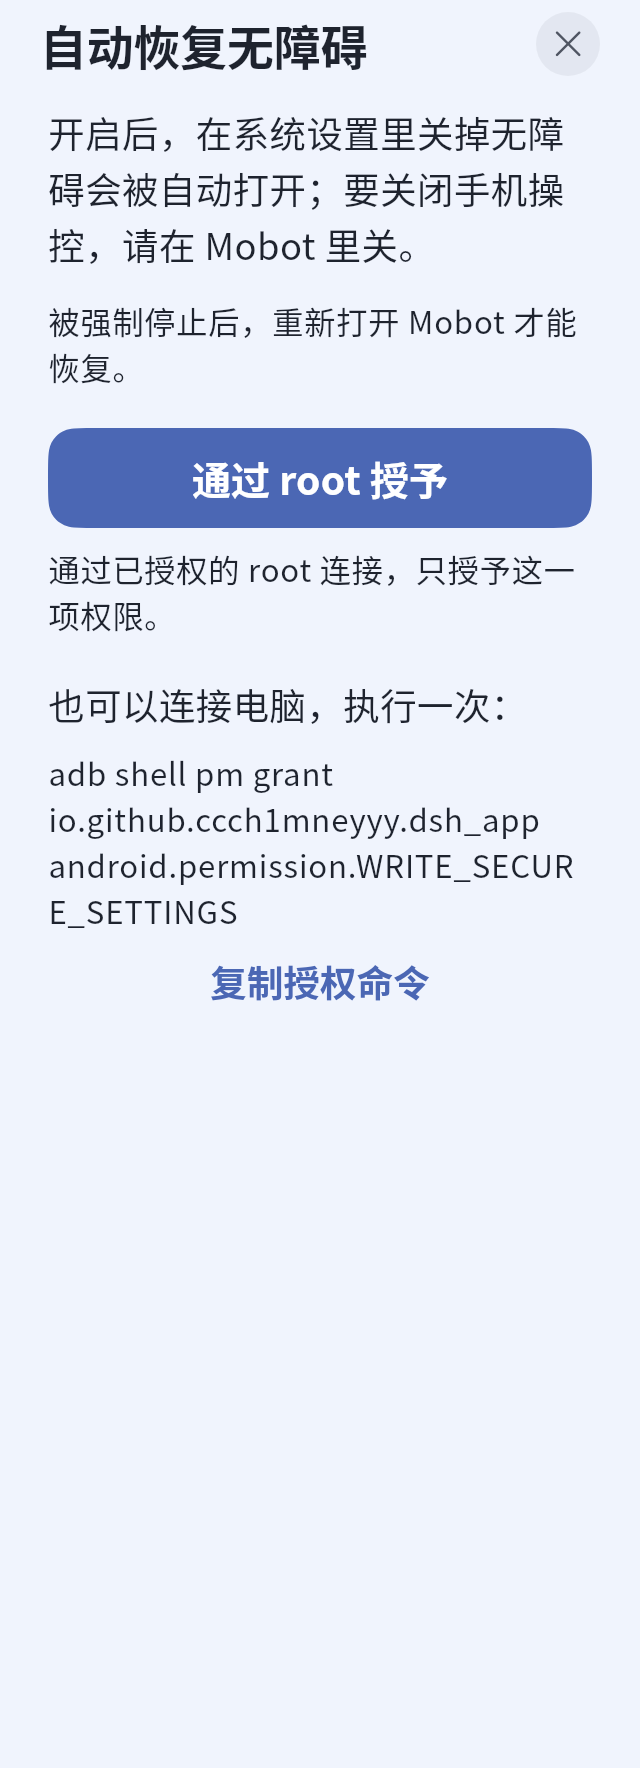 自动恢复无障碍
开启后，在系统设置里关掉无障
碍会被自动打开；要关闭手机操
控，请在 Mobot 里关。
被强制停止后，重新打开 Mobot 才能
恢复。
通过 root 授予
通过已授权的 root 连接，只授予这一
项权限。
也可以连接电脑，执行一次：
adb shell pm grant
io.github.ccch1mneyyy.dsh_app
android.permission.WRITE_SECUR
E_SETTINGS
复制授权命令